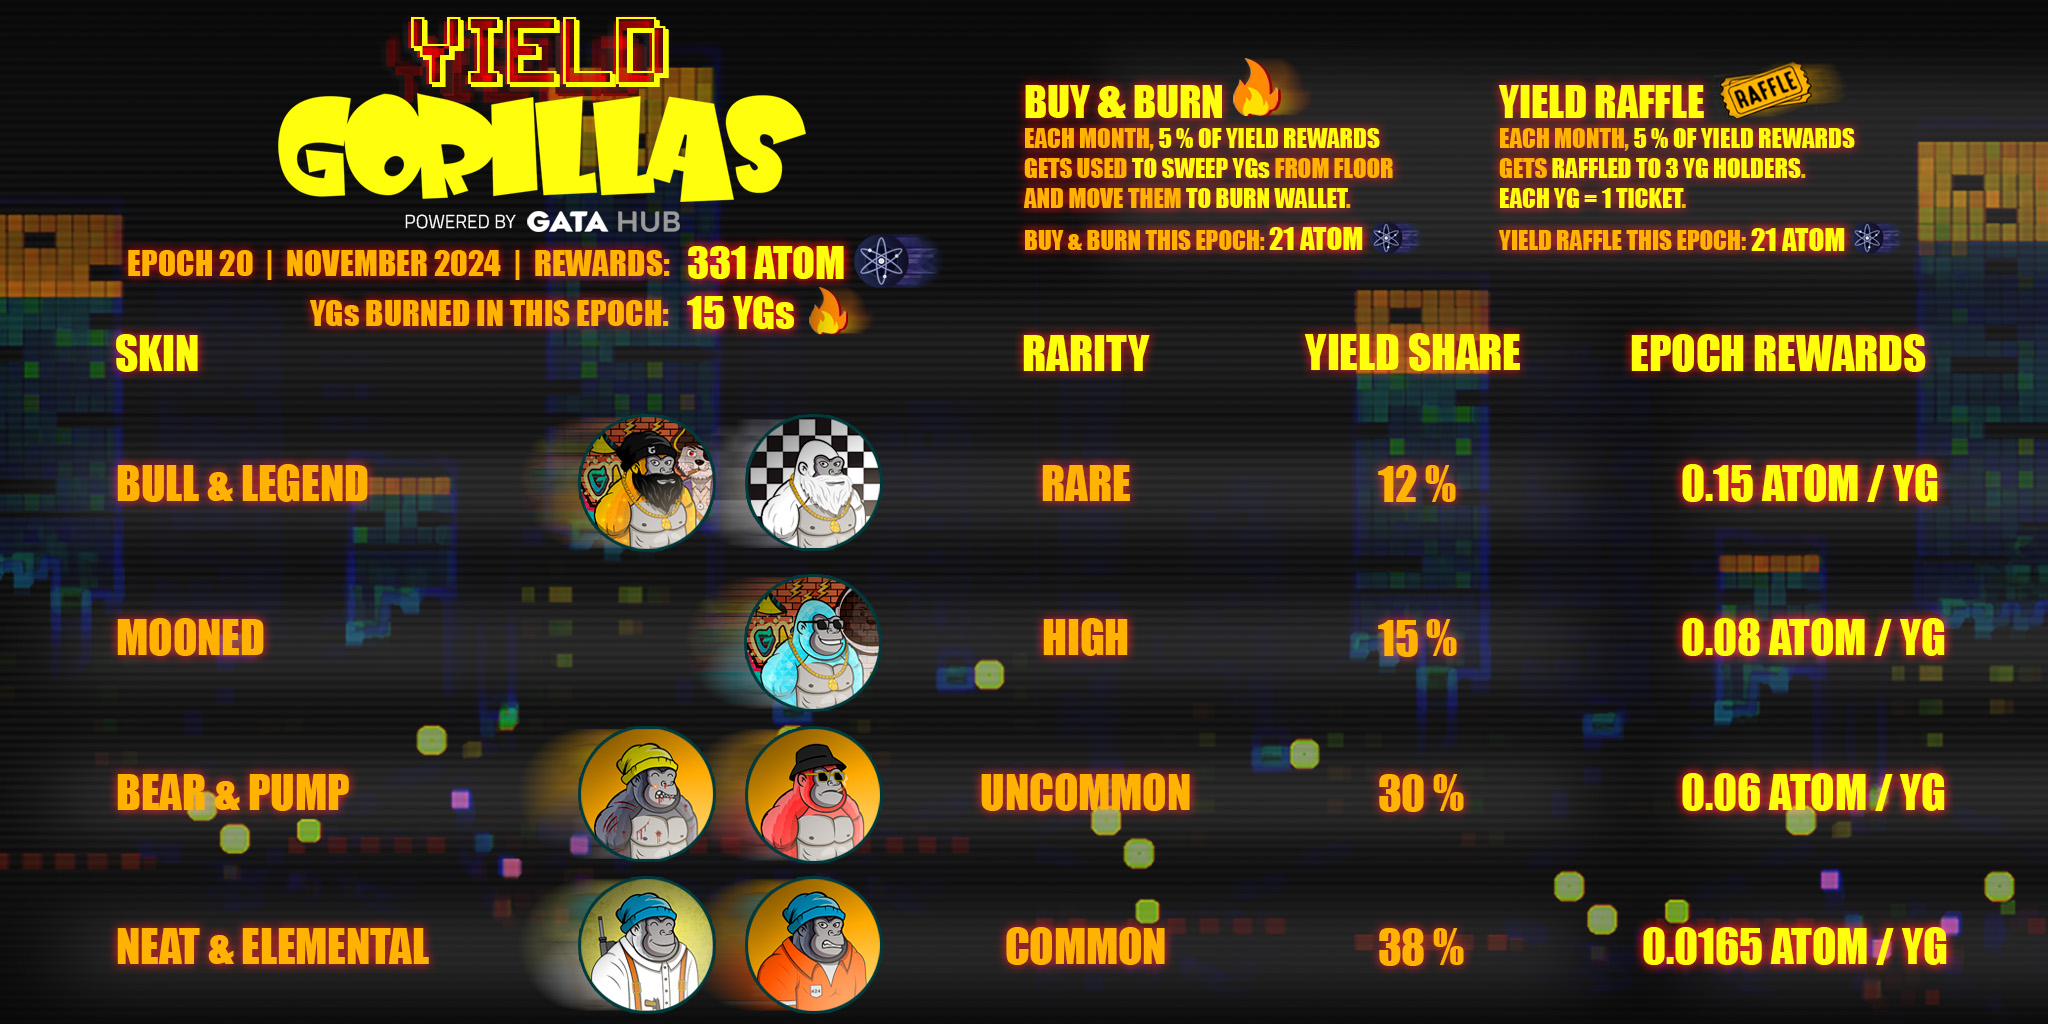 YIELD
GORILLAS
POWERED BY GATA HUB
EPOCH 20 | NOVEMBER 2024 | REWARDS: 331 ATOM
YGs BURNED IN THIS EPOCH: 15 YGs
BUY & BURN
EACH MONTH, 5 % OF YIELD REWARDS
GETS USED TO SWEEP YGs FROM FLOOR
AND MOVE THEM TO BURN WALLET.
BUY & BURN THIS EPOCH: 21 ATOM
YIELD RAFFLE RAFFLE
EACH MONTH, 5 % OF YIELD REWARDS
GETS RAFFLED TO 3 YG HOLDERS.
EACH YG = 1 TICKET.
YIELD RAFFLE THIS EPOCH: 21 ATOM
SKIN RARITY YIELD SHARE EPOCH REWARDS
BULL & LEGEND RARE 12 % 0.15 ATOM / YG
MOONED HIGH 15 % 0.08 ATOM / YG
BEAR & PUMP UNCOMMON 30 % 0.06 ATOM / YG
NEAT & ELEMENTAL COMMON 38 % 0.0165 ATOM / YG